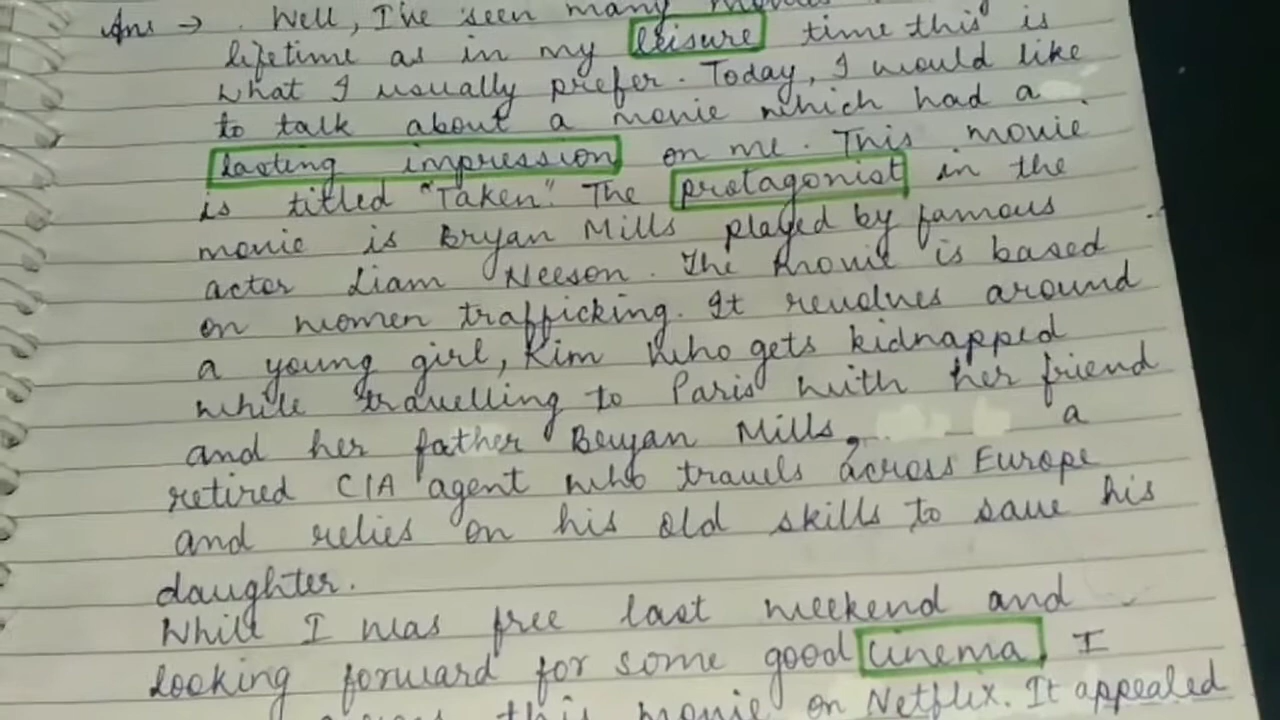 Ans → . Well, I've seen many movies
lifetime as in my leisure time this is
what I usually prefer. Today, I would like
to talk about a movie which had a
lasting impression on me. This movie
is titled "Taken". The protagonist in the
movie is Bryan Mills played by famous
actor Liam Neeson. The movie is based
on women trafficking. It revolves around
a young girl, Kim who gets kidnapped
while travelling to Paris with her friend
and her father Bryan Mills, a
retired CIA agent who travels across Europe
and relies on his old skills to save his
daughter.
While I was free last weekend and
looking forward for some good cinema, I
this movie on Netflix. It appealed